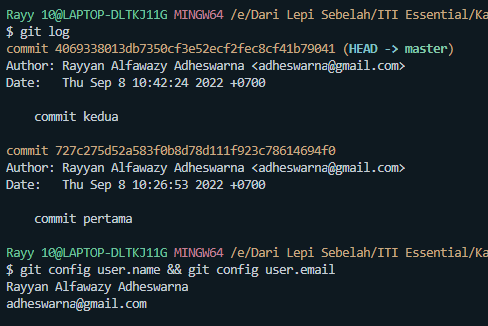 Rayy 10@LAPTOP-DLTKJ11G MINGW64 /e/Dari Lepi Sebelah/ITI Essential/Ka
$ git log
commit 4069338013db7350cf3e52ecf2fec8cf41b79041 (HEAD -> master)
Author: Rayyan Alfawazy Adheswarna <adheswarna@gmail.com>
Date:   Thu Sep 8 10:42:24 2022 +0700
    commit kedua
commit 727c275d52a583f0b8d78d111f923c78614694f0
Author: Rayyan Alfawazy Adheswarna <adheswarna@gmail.com>
Date:   Thu Sep 8 10:26:53 2022 +0700
    commit pertama
Rayy 10@LAPTOP-DLTKJ11G MINGW64 /e/Dari Lepi Sebelah/ITI Essential/Ka
$ git config user.name && git config user.email
Rayyan Alfawazy Adheswarna
adheswarna@gmail.com